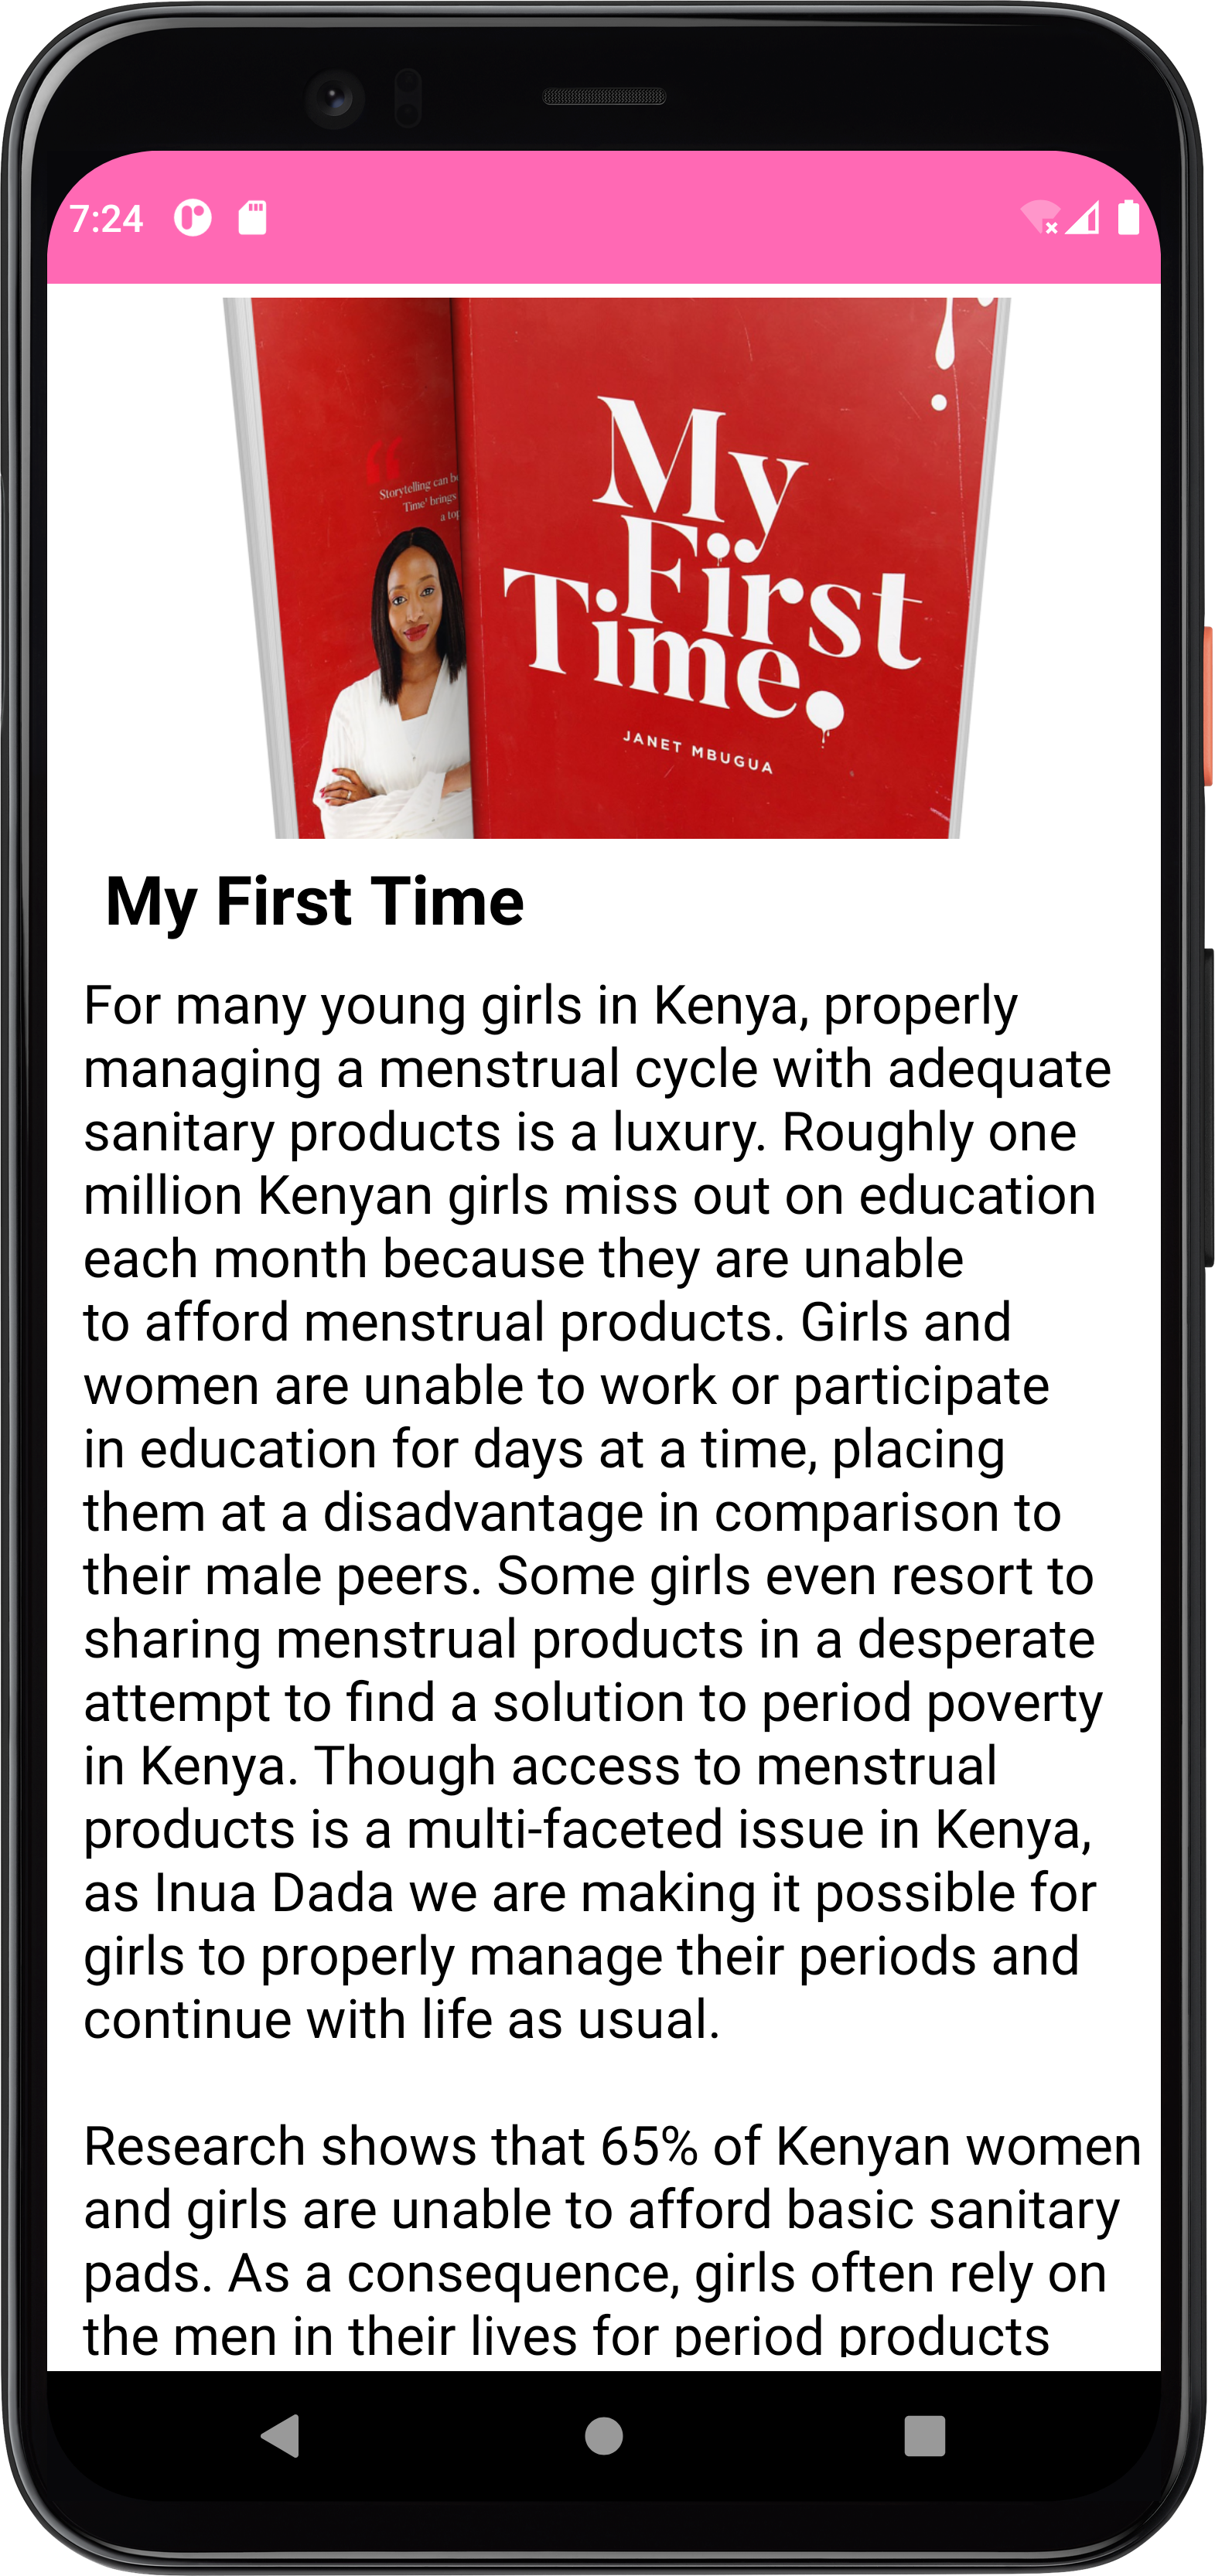 7:24
“
Storytelling can
Time' brings
a
My
First
Time.
JANET MBUGUA
My First Time
For many young girls in Kenya, properly
managing a menstrual cycle with adequate
sanitary products is a luxury. Roughly one
million Kenyan girls miss out on education
each month because they are unable
to afford menstrual products. Girls and
women are unable to work or participate
in education for days at a time, placing
them at a disadvantage in comparison to
their male peers. Some girls even resort to
sharing menstrual products in a desperate
attempt to find a solution to period poverty
in Kenya. Though access to menstrual
products is a multi-faceted issue in Kenya,
as Inua Dada we are making it possible for
girls to properly manage their periods and
continue with life as usual.
Research shows that 65% of Kenyan women
and girls are unable to afford basic sanitary
pads. As a consequence, girls often rely on
the men in their lives for period products